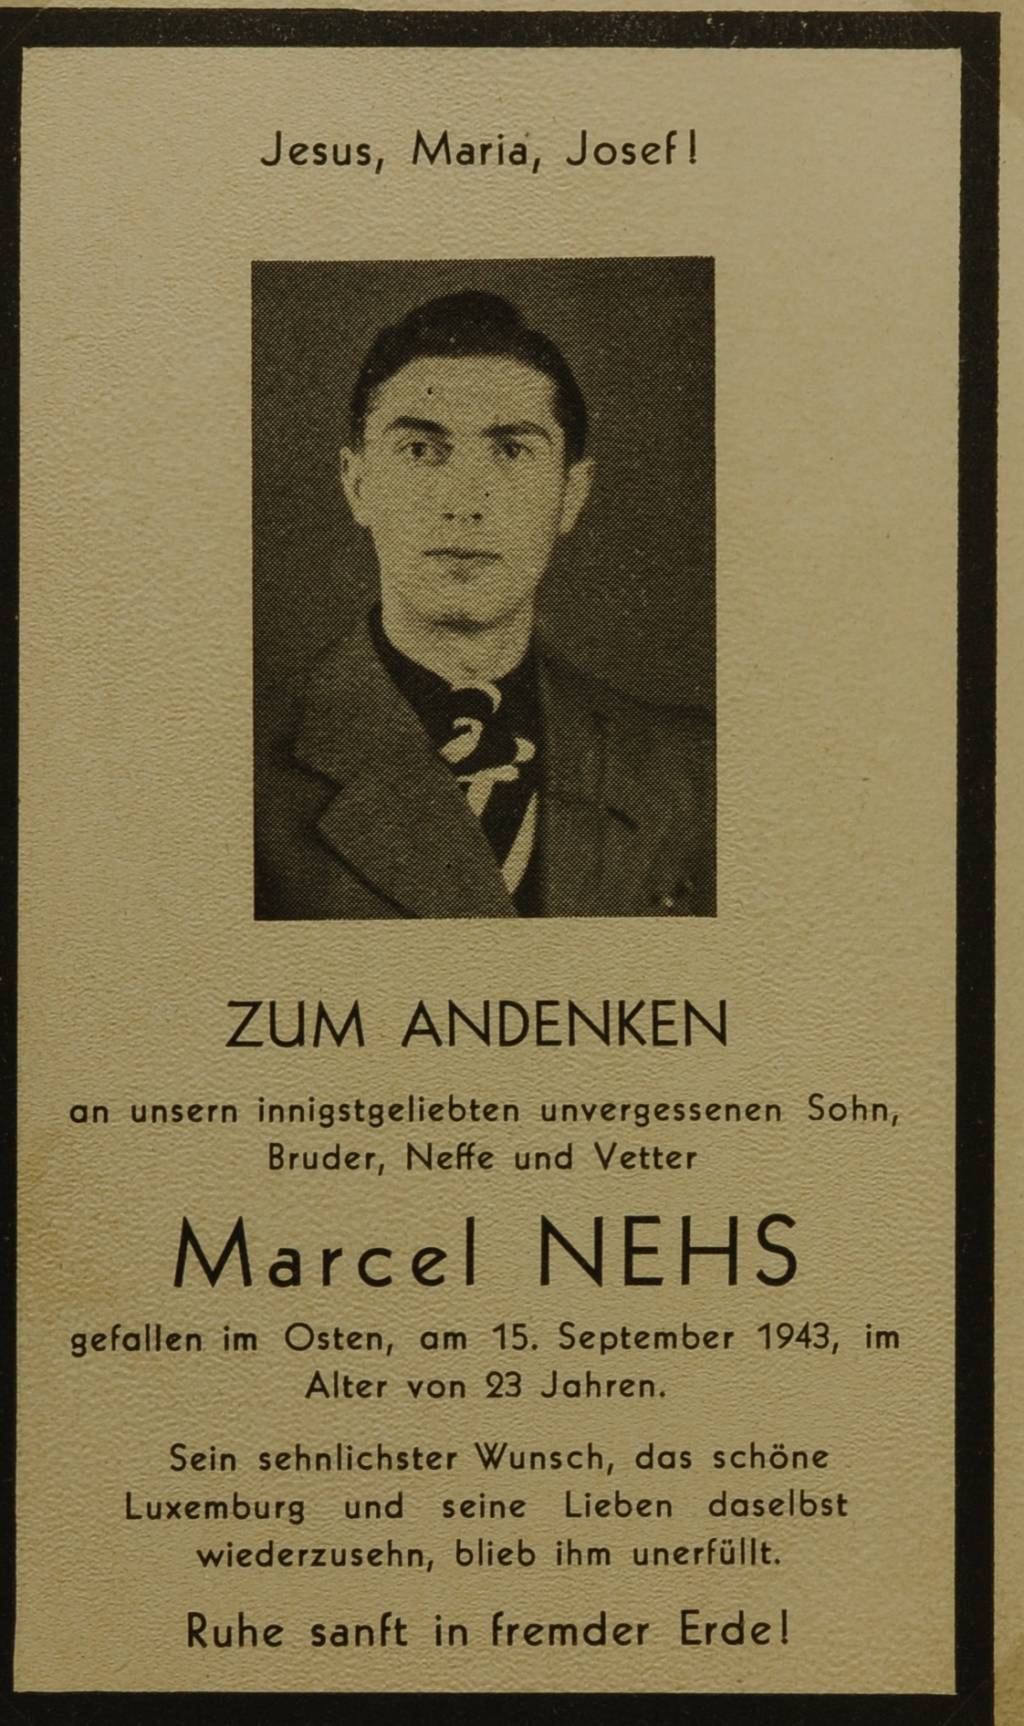 Jesus, Maria, Josef!
ZUM ANDENKEN
an unsern innigstgeliebten unvergessenen Sohn,
Bruder, Neffe und Vetter
Marcel NEHS
gefallen im Osten, am 15. September 1943, im
Alter von 23 Jahren.
Sein sehnlichster Wunsch, das schöne
Luxemburg und seine Lieben daselbst
wiederzusehn, blieb ihm unerfüllt.
Ruhe sanft in fremder Erde!